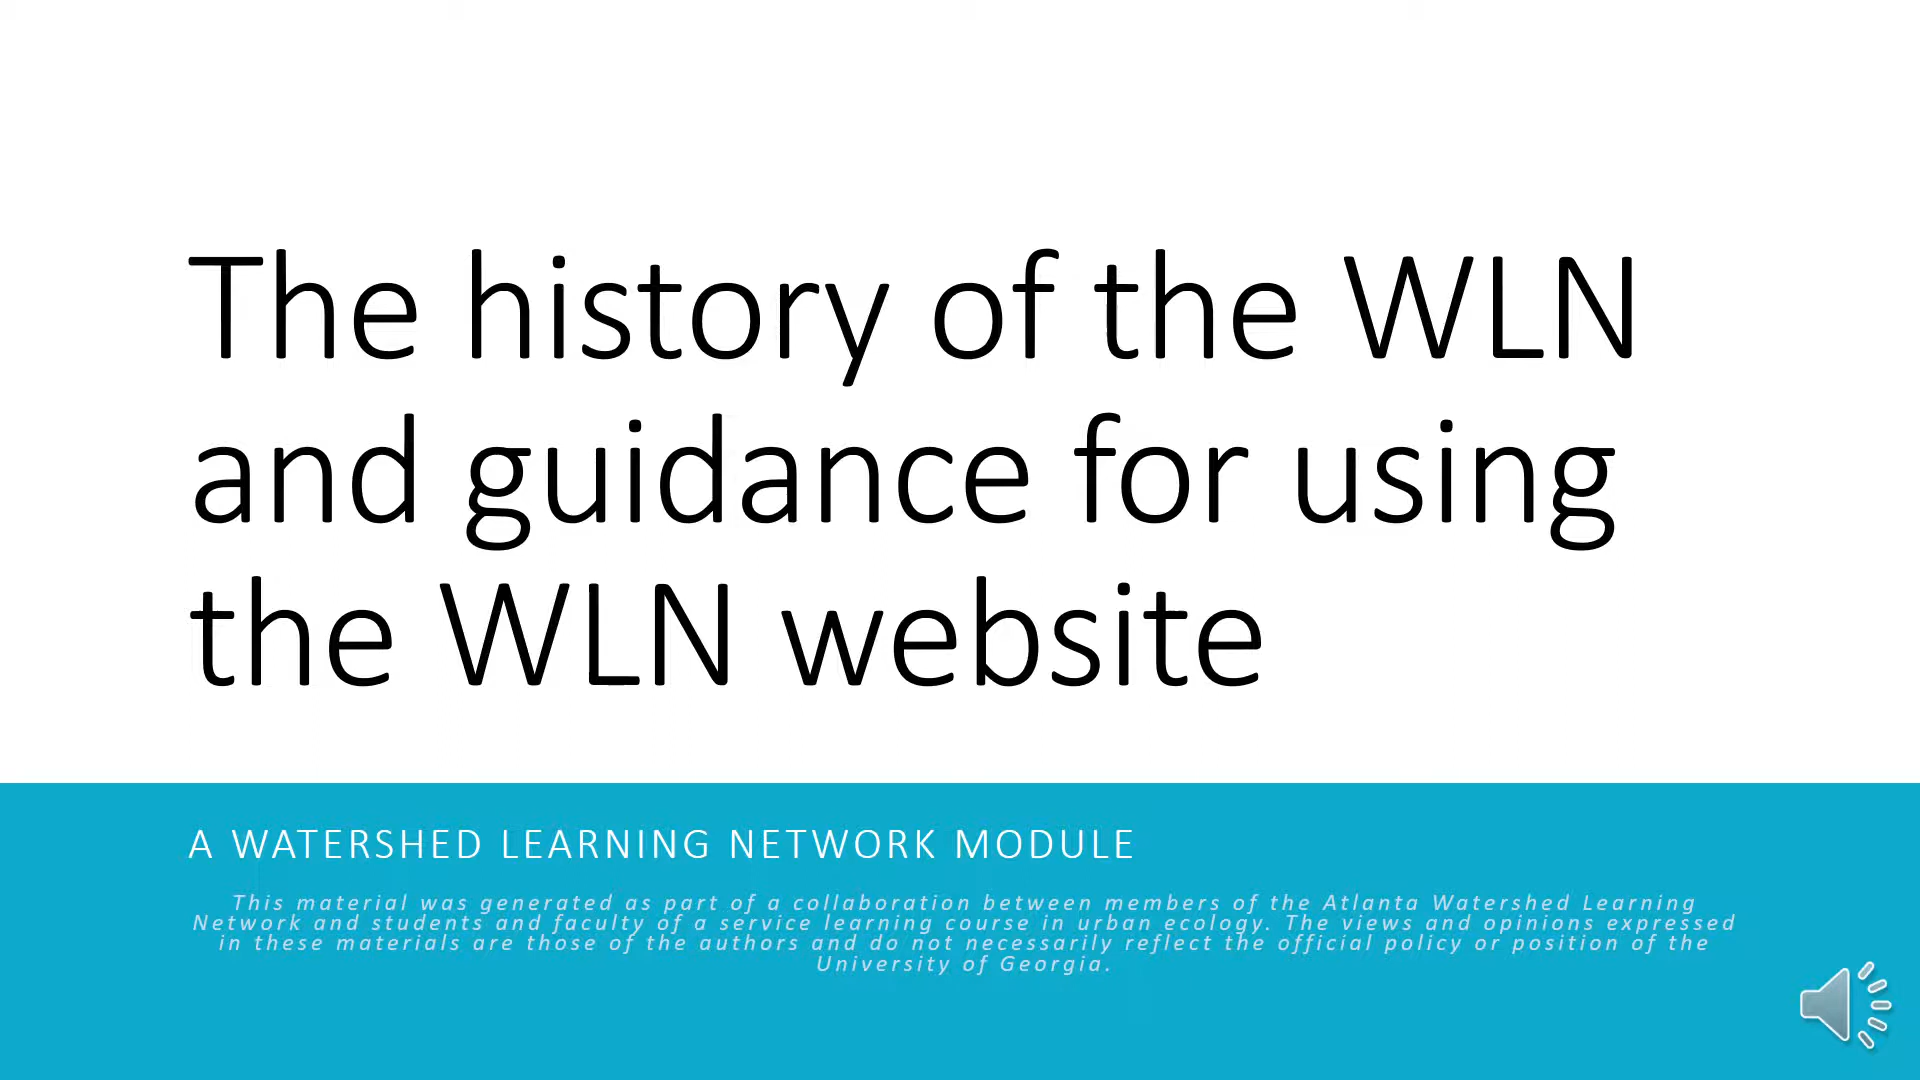 The history of the WLN
and guidance for using
the WLN website
A WATERSHED LEARNING NETWORK MODULE
This material was generated as part of a collaboration between members of the Atlanta Watershed Learning
Network and students and faculty of a service learning course in urban ecology. The views and opinions expressed
in these materials are those of the authors and do not necessarily reflect the official policy or position of the
University of Georgia.